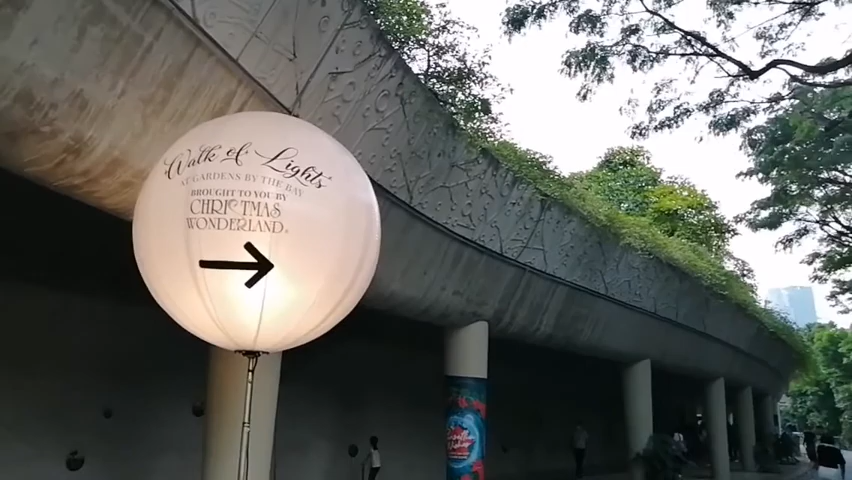 Walk of Lights
AT GARDENS BY THE BAY
BROUGHT TO YOU BY
CHRISTMAS
WONDERLAND